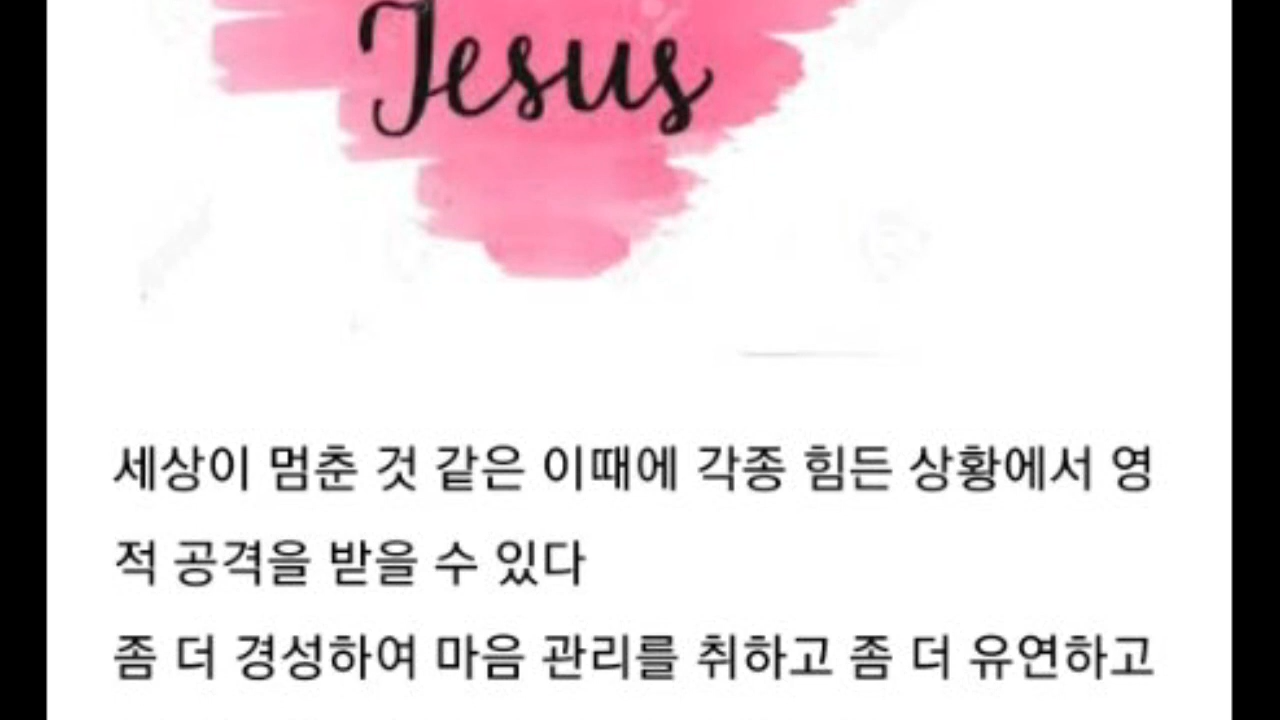 Jesus
세상이 멈춘 것 같은 이때에 각종 힘든 상황에서 영
적 공격을 받을 수 있다
좀 더 경성하여 마음 관리를 취하고 좀 더 유연하고